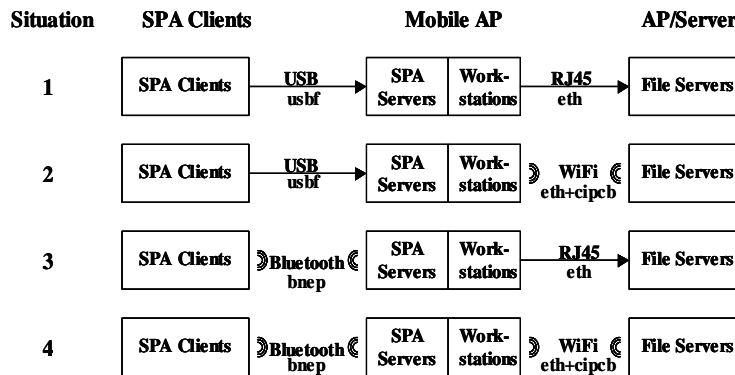 Situation SPA Clients Mobile AP AP/Server
1 SPA Clients USB usbf SPA Servers Work-stations RJ45 eth File Servers
2 SPA Clients USB usbf SPA Servers Work-stations WiFi eth+cipcb File Servers
3 SPA Clients Bluetooth bnep SPA Servers Work-stations RJ45 eth File Servers
4 SPA Clients Bluetooth bnep SPA Servers Work-stations WiFi eth+cipcb File Servers